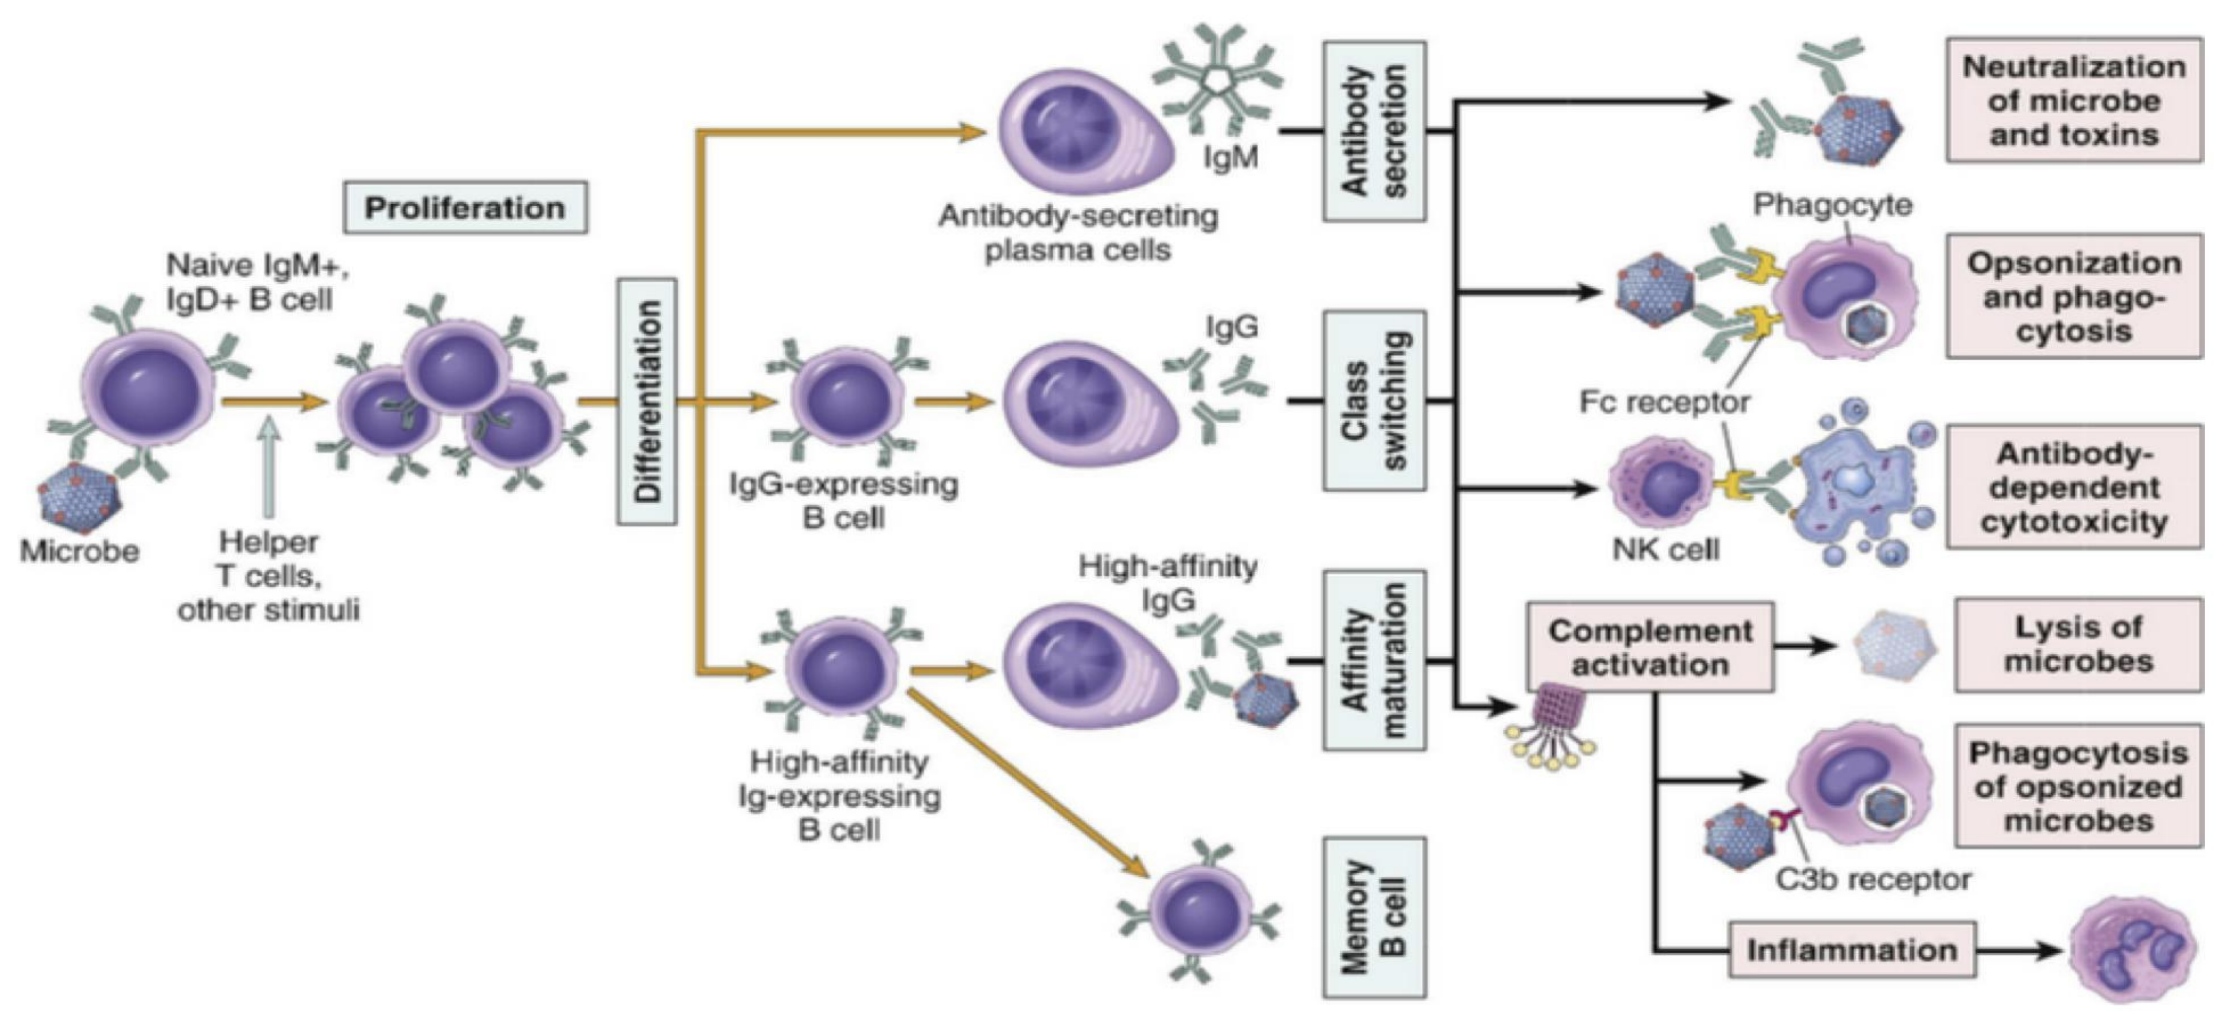 Proliferation
Naive IgM+,
IgD+ B cell
Microbe
Helper
T cells,
other stimuli
Differentiation
IgM
Antibody-secreting
plasma cells
IgG-expressing
B cell
IgG
High-affinity
IgG
High-affinity
Ig-expressing
B cell
Antibody
secretion
Class
switching
Affinity
maturation
Memory
B cell
Neutralization
of microbe
and toxins
Phagocyte
Opsonization
and phago-
cytosis
Fc receptor
NK cell
Antibody-
dependent
cytotoxicity
Complement
activation
Lysis of
microbes
Phagocytosis
of opsonized
microbes
C3b receptor
Inflammation